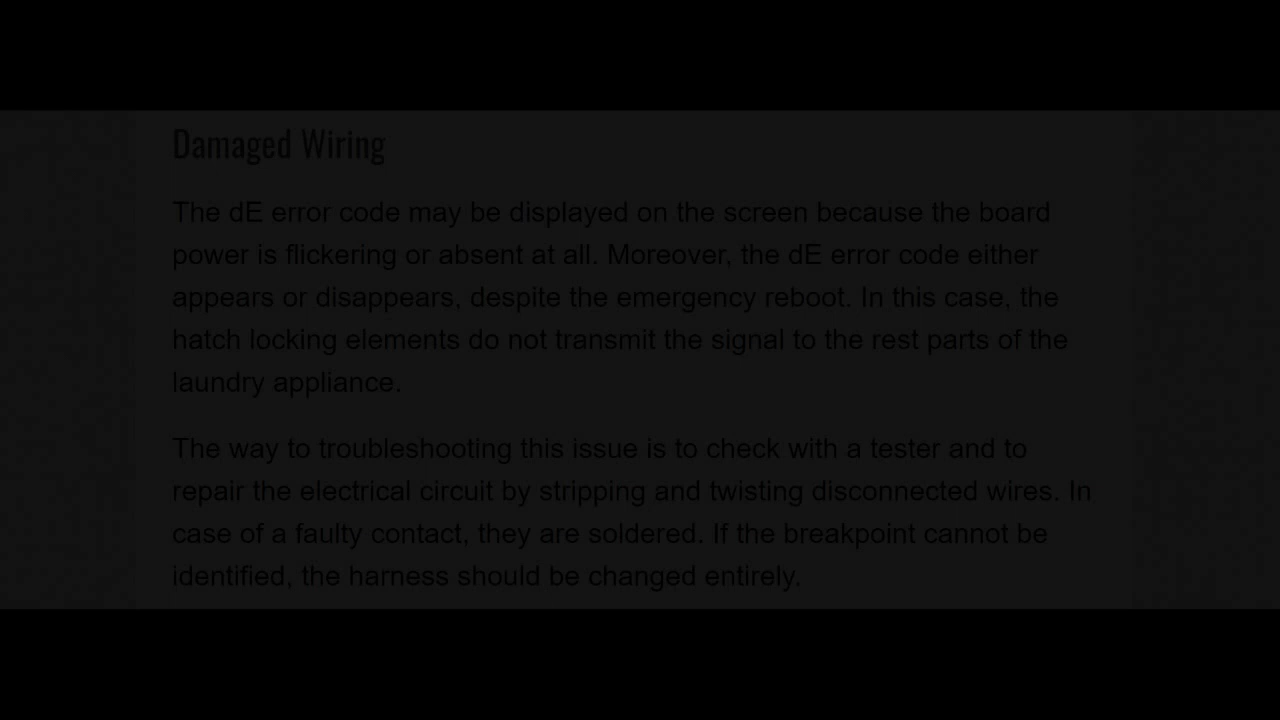 Damaged Wiring
The dE error code may be displayed on the screen because the board
power is flickering or absent at all. Moreover, the dE error code either
appears or disappears, despite the emergency reboot. In this case, the
hatch locking elements do not transmit the signal to the rest parts of the
laundry appliance.
The way to troubleshooting this issue is to check with a tester and to
repair the electrical circuit by stripping and twisting disconnected wires. In
case of a faulty contact, they are soldered. If the breakpoint cannot be
identified, the harness should be changed entirely.